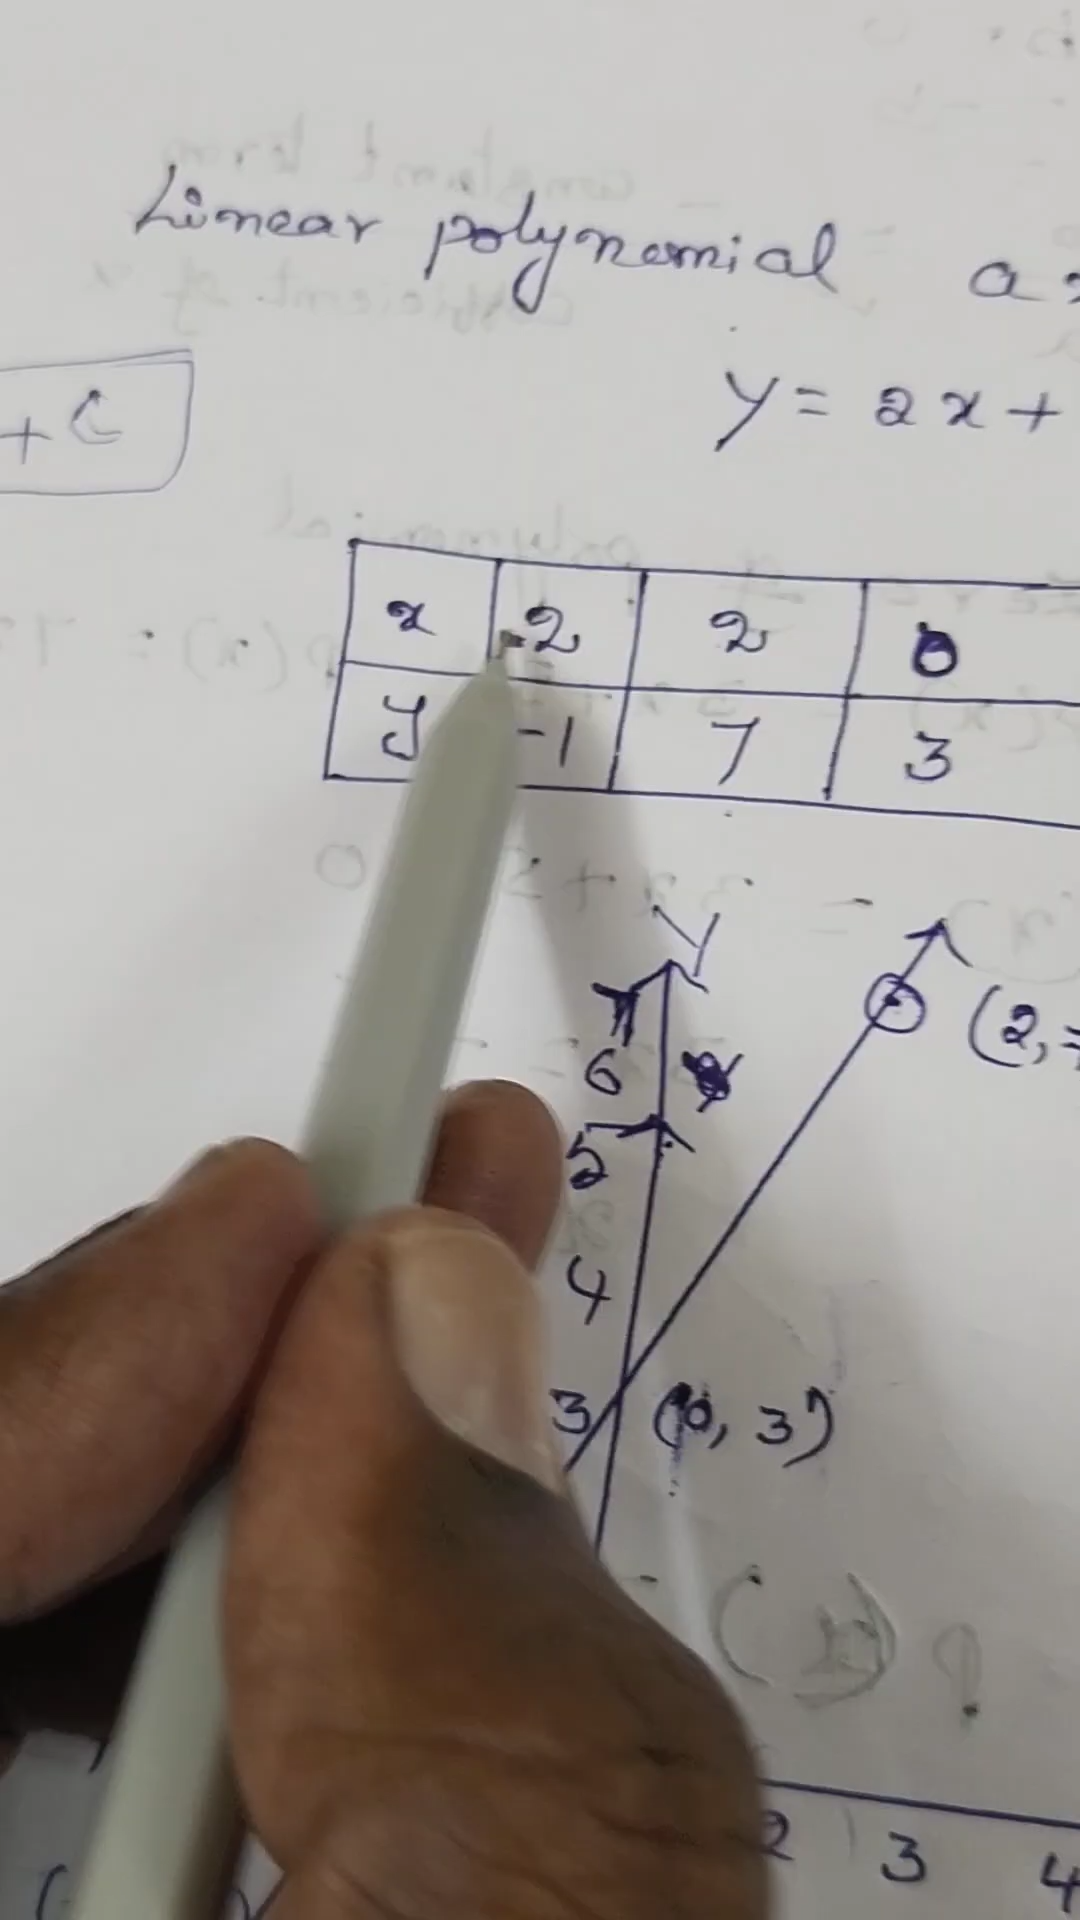 Linear polynomial a
y = 2x +
+ C
x -2 2 0
y -1 7 3
Y
(2,
6
5
4
3 (0, 3)
2 3 4